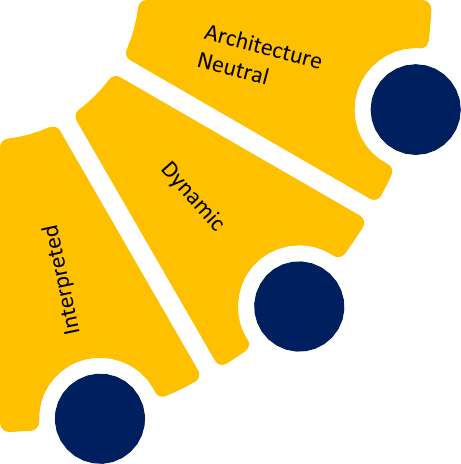 Architecture
Neutral
Dynamic
Interpreted